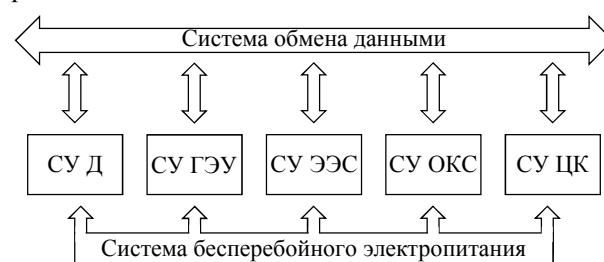 Система обмена данными
СУ Д СУ ГЭУ СУ ЭЭС СУ ОКС СУ ЦК
Система бесперебойного электропитания